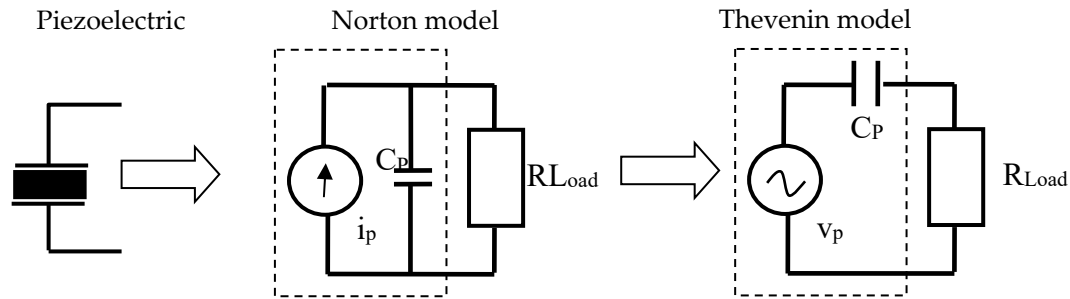 Piezoelectric
Norton model
Thevenin model
CP
ip
RLoad
CP
vp
RLoad